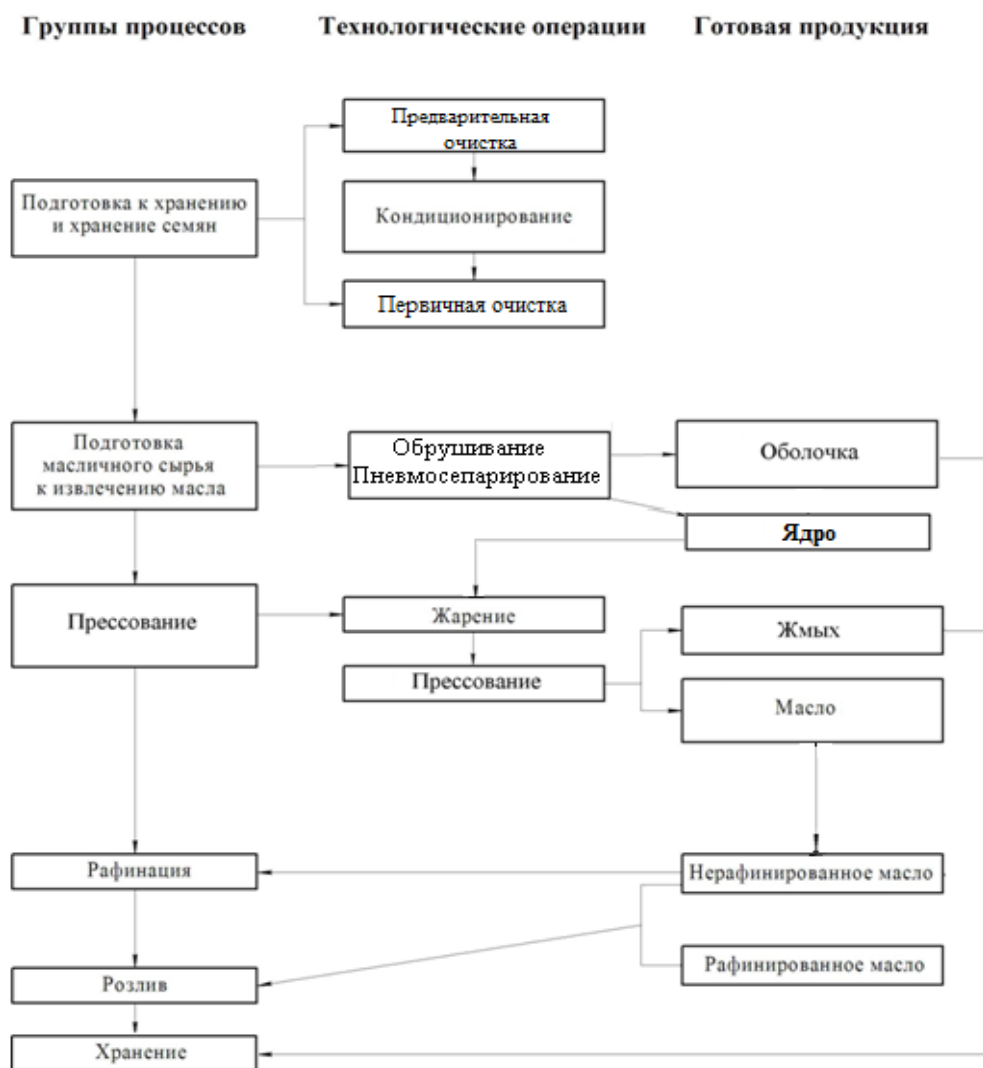 Группы процессов
Технологические операции
Готовая продукция
Предварительная
очистка
Подготовка к хранению
и хранение семян
Кондиционирование
Первичная очистка
Подготовка
масличного сырья
к извлечению масла
Обрушивание
Пневмосепарирование
Оболочка
Ядро
Прессование
Жарение
Жмых
Прессование
Масло
Рафинация
Нерафинированное масло
Рафинированное масло
Розлив
Хранение